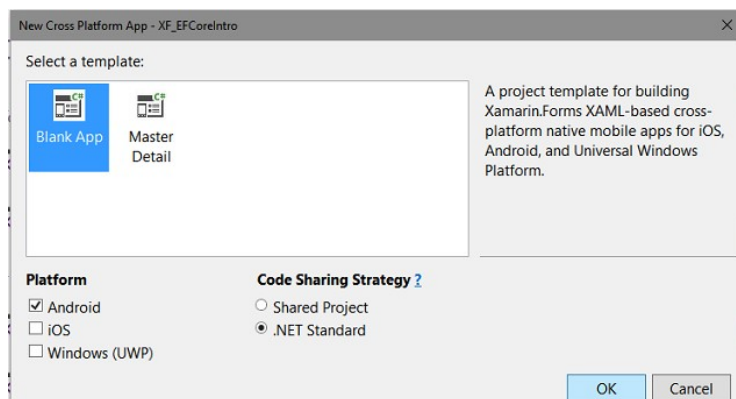 New Cross Platform App - XF_EFCoreIntro
Select a template:
Blank App
Master
Detail
A project template for building
Xamarin.Forms XAML-based cross-
platform native mobile apps for iOS,
Android, and Universal Windows
Platform.
Platform
Android
iOS
Windows (UWP)
Code Sharing Strategy ?
Shared Project
.NET Standard
OK
Cancel